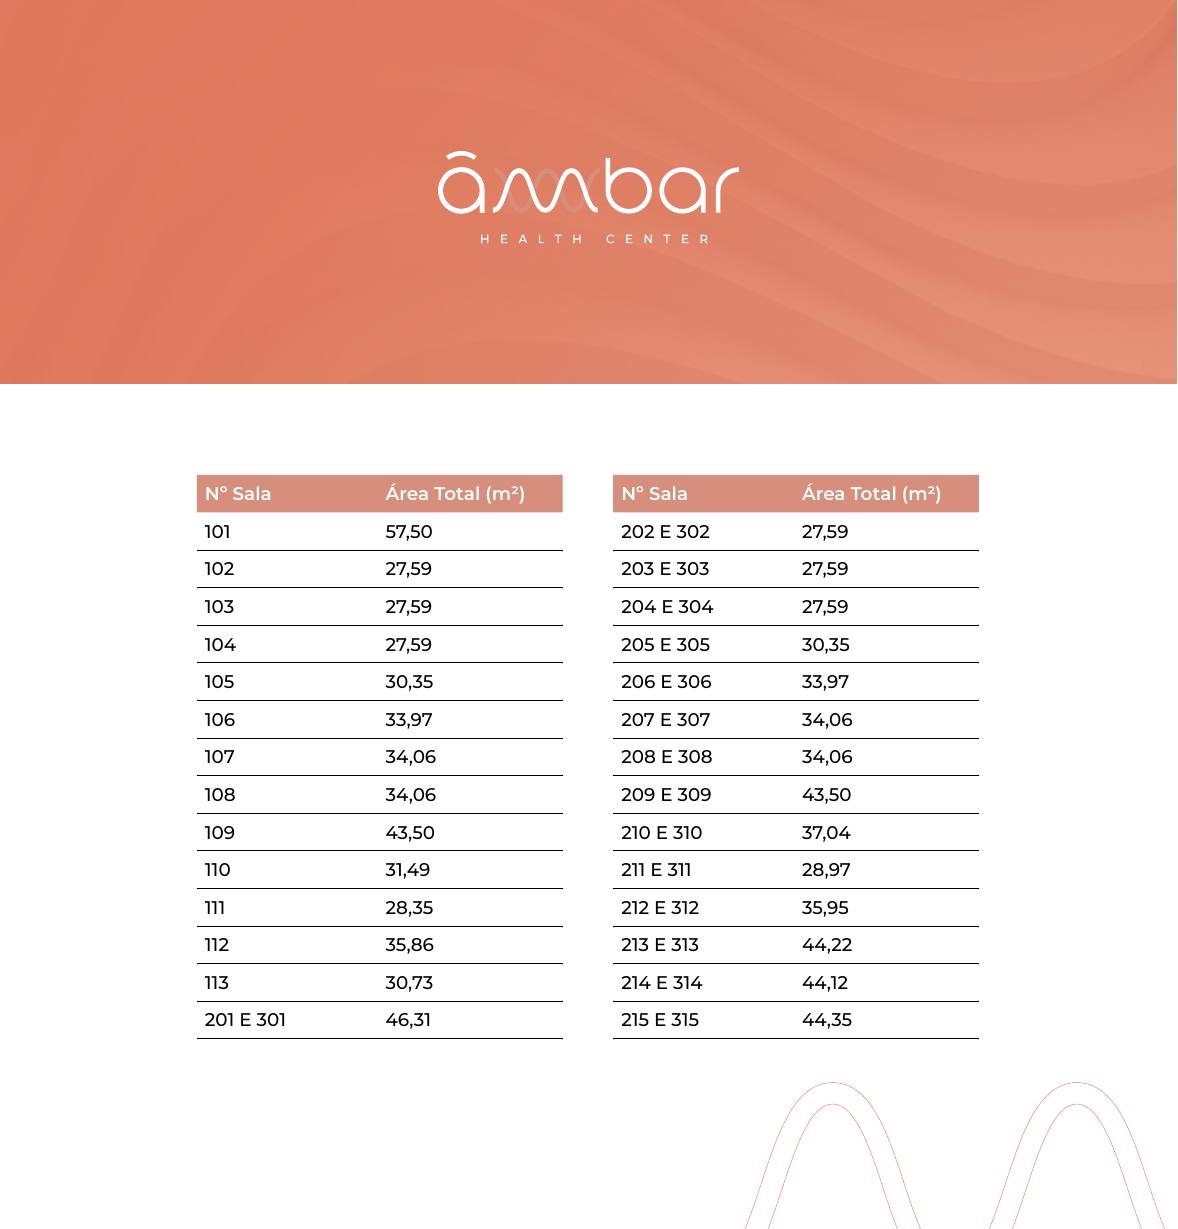 âmbar
HEALTH CENTER
Nº Sala Área Total (m²)
101 57,50
102 27,59
103 27,59
104 27,59
105 30,35
106 33,97
107 34,06
108 34,06
109 43,50
110 31,49
111 28,35
112 35,86
113 30,73
201 E 301 46,31
Nº Sala Área Total (m²)
202 E 302 27,59
203 E 303 27,59
204 E 304 27,59
205 E 305 30,35
206 E 306 33,97
207 E 307 34,06
208 E 308 34,06
209 E 309 43,50
210 E 310 37,04
211 E 311 28,97
212 E 312 35,95
213 E 313 44,22
214 E 314 44,12
215 E 315 44,35